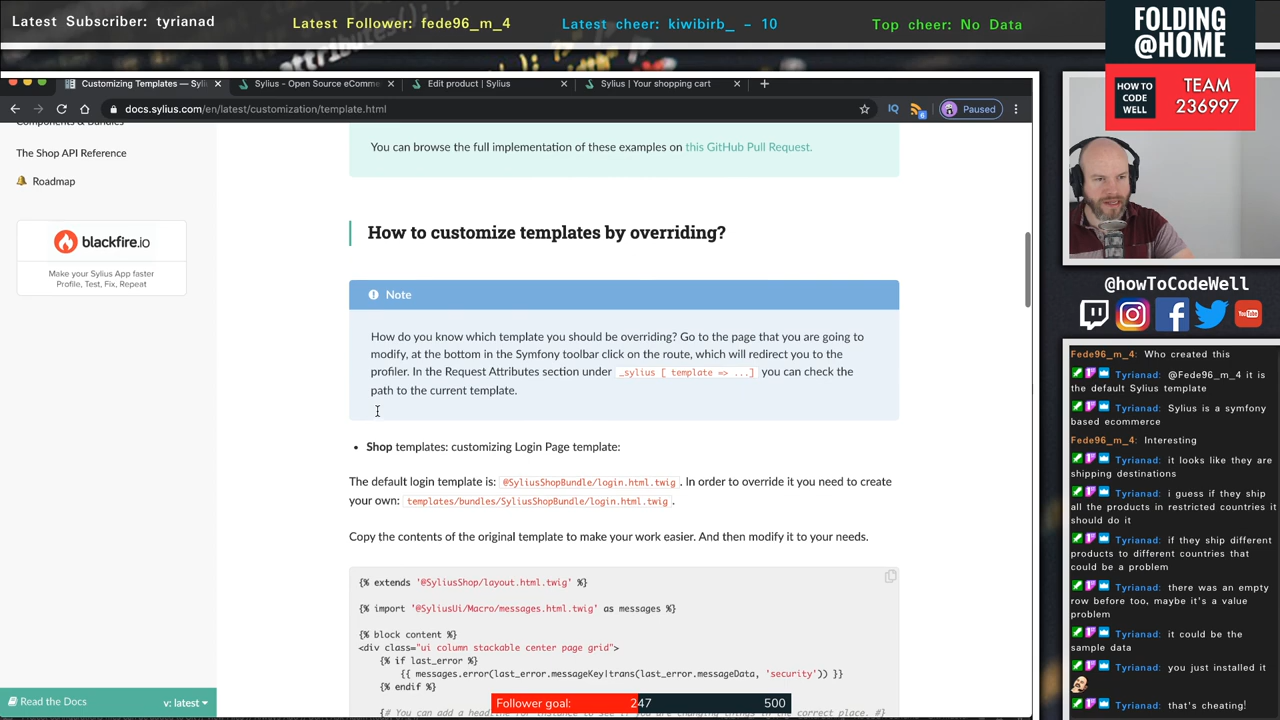 Latest Subscriber: tyrianad
Latest Follower: fede96_m_4
Latest cheer: kiwibirb_ - 10
Top cheer: No Data
FOLDING
@HOME
HOW TO
CODE
WELL
TEAM
236997
Customizing Templates — Syli
Sylius - Open Source eComme
Edit product | Sylius
Sylius | Your shopping cart
docs.sylius.com/en/latest/customization/template.html
IQ
Paused
Components & Bundles
The Shop API Reference
Roadmap
blackfire.io
Make your Sylius App faster
Profile, Test, Fix, Repeat
You can browse the full implementation of these examples on this GitHub Pull Request.
How to customize templates by overriding?
Note
How do you know which template you should be overriding? Go to the page that you are going to
modify, at the bottom in the Symfony toolbar click on the route, which will redirect you to the
profiler. In the Request Attributes section under _sylius [ template => ...] you can check the
path to the current template.
• Shop templates: customizing Login Page template:
The default login template is: @SyliusShopBundle/login.html.twig . In order to override it you need to create
your own: templates/bundles/SyliusShopBundle/login.html.twig .
Copy the contents of the original template to make your work easier. And then modify it to your needs.
{% extends '@SyliusShop/layout.html.twig' %}
{% import '@SyliusUi/Macro/messages.html.twig' as messages %}
{% block content %}
<div class="ui column stackable center page grid">
{% if last_error %}
{{ messages.error(last_error.messageKey|trans(last_error.messageData, 'security')) }}
{% endif %}
Read the Docs
v: latest
Follower goal:
247
500
@howToCodeWell
You Tube
Fede96_m_4: Who created this
Tyrianad: @Fede96_m_4 it is
the default Sylius template
Tyrianad: Sylius is a symfony
based ecommerce
Fede96_m_4: Interesting
Tyrianad: it looks like they are
shipping destinations
Tyrianad: i guess if they ship
all the products in restricted countries it
should do it
Tyrianad: if they ship different
products to different countries that
could be a problem
Tyrianad: there was an empty
row before too, maybe it's a value
problem
Tyrianad: it could be the
sample data
Tyrianad: you just installed it
Tyrianad: that's cheating!